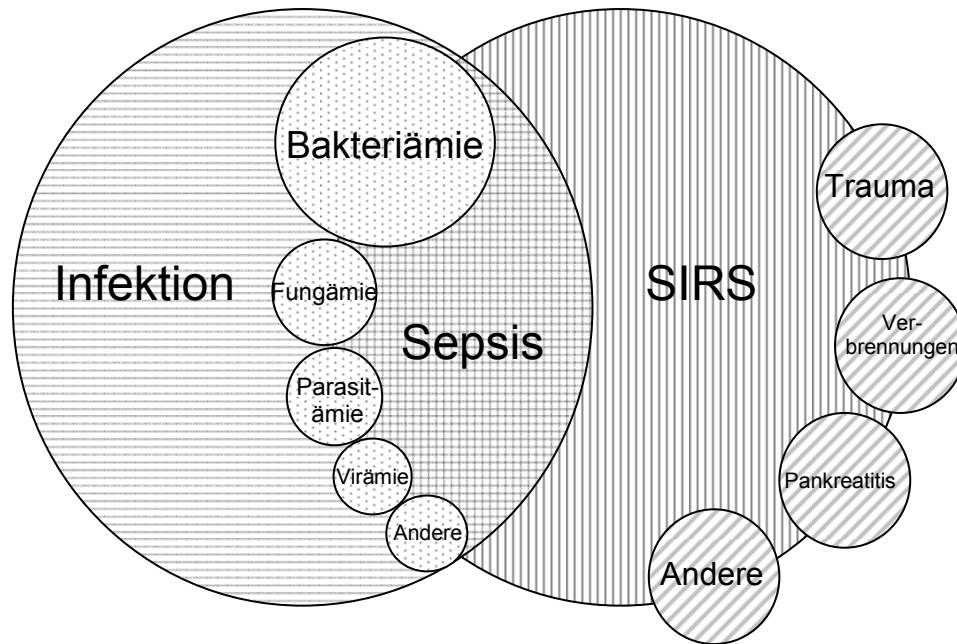 Bakteriämie
Trauma
Infektion
Fungämie
SIRS
Sepsis
Ver-
brennungen
Parasit-
ämie
Virämie
Pankreatitis
Andere
Andere